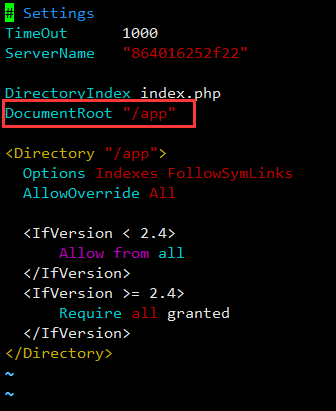 # Settings
TimeOut 1000
ServerName "864016252f22"
DirectoryIndex index.php
DocumentRoot "/app"
<Directory "/app">
Options Indexes FollowSymLinks
AllowOverride All
<IfVersion < 2.4>
Allow from all
</IfVersion>
<IfVersion >= 2.4>
Require all granted
</IfVersion>
</Directory>
~
~